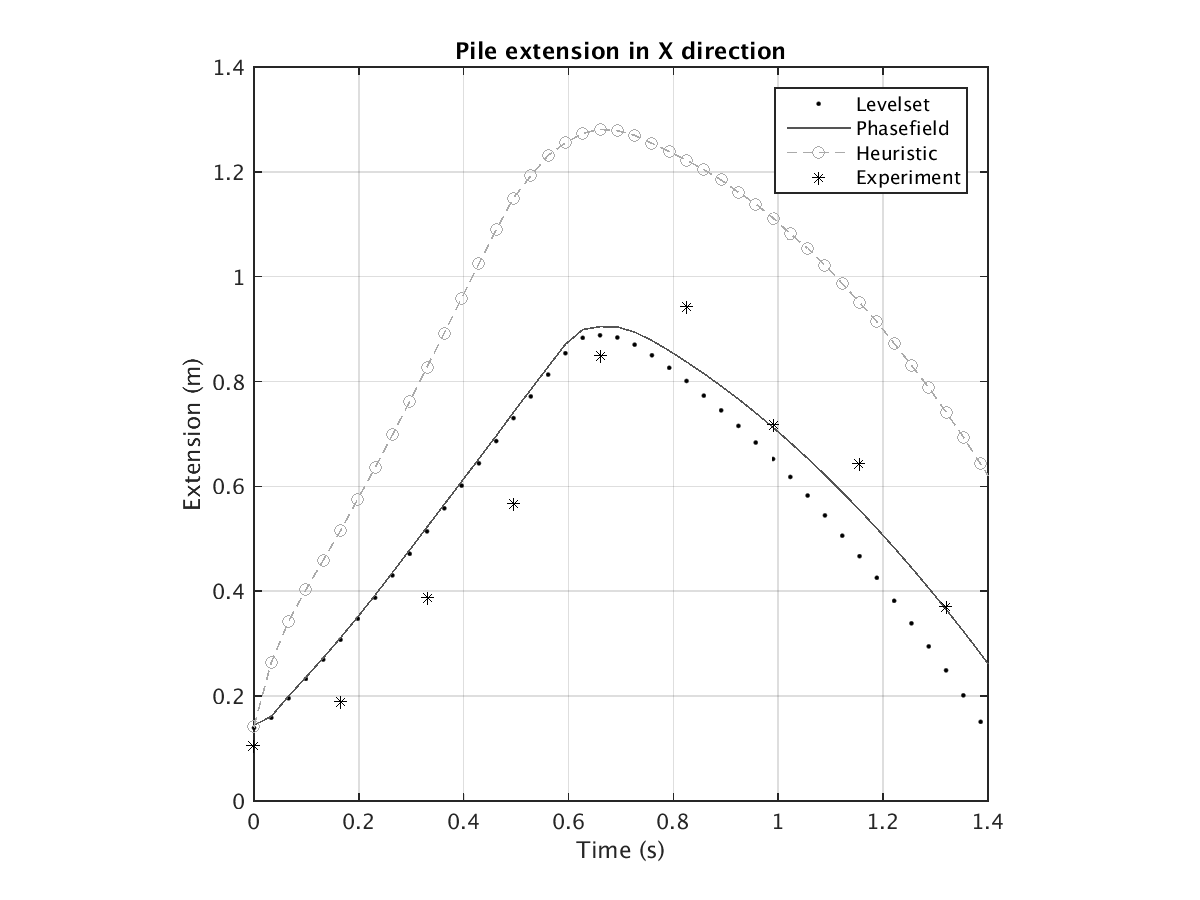 Pile extension in X direction
1.4
1.2
1
0.8
0.6
0.4
0.2
0
Extension (m)
Levelset
Phasefield
Heuristic
Experiment
0 0.2 0.4 0.6 0.8 1 1.2 1.4
Time (s)